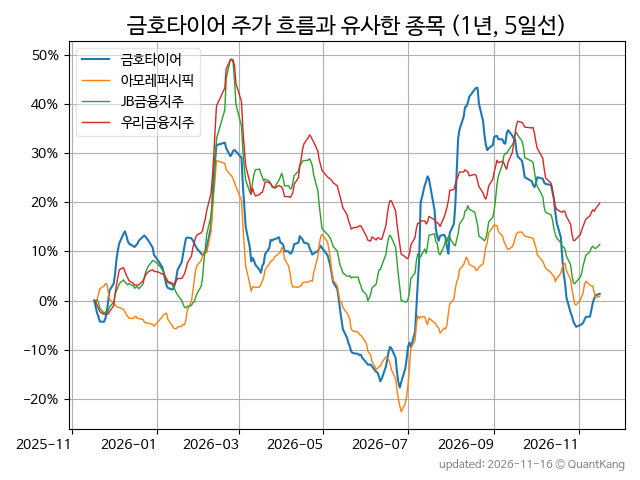 금호타이어 주가 흐름과 유사한 종목 (1년, 5일선)
금호타이어
아모레퍼시픽
JB금융지주
우리금융지주
50%
40%
30%
20%
10%
0%
−10%
−20%
2025-11
2026-01
2026-03
2026-05
2026-07
2026-09
2026-11
updated: 2026-11-16 © QuantKang